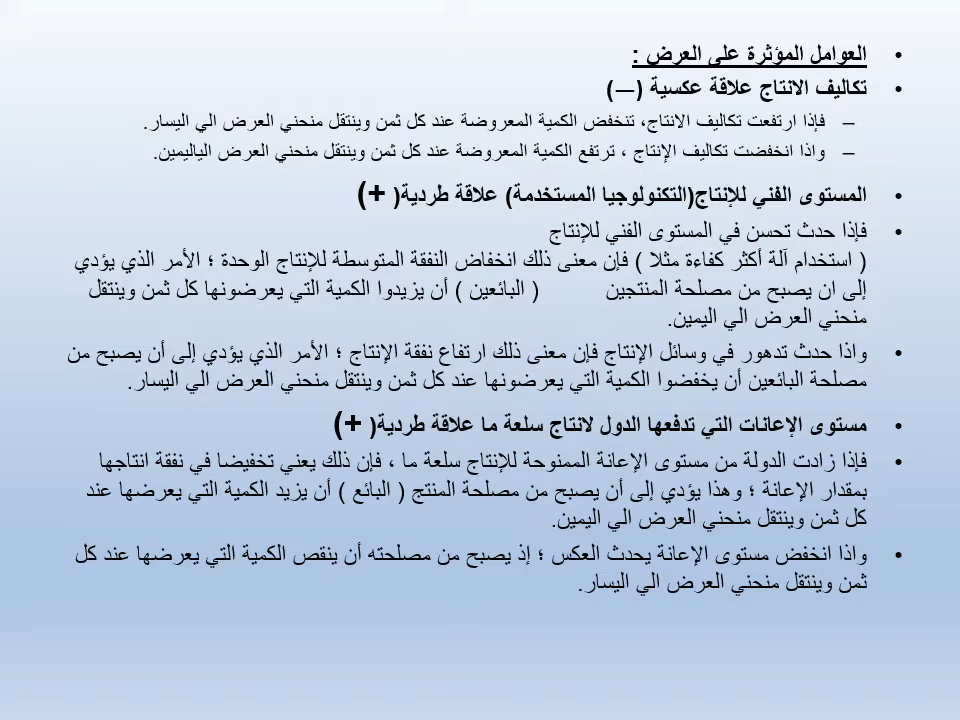 • العوامل المؤثرة على العرض :
• تكاليف الانتاج علاقة عكسية (—)
– فإذا ارتفعت تكاليف الانتاج، تنخفض الكمية المعروضة عند كل ثمن وينتقل منحني العرض الي اليسار.
– واذا انخفضت تكاليف الإنتاج ، ترتفع الكمية المعروضة عند كل ثمن وينتقل منحني العرض الياليمين.
• المستوى الفني للإنتاج(التكنولوجيا المستخدمة) علاقة طردية( +)
• فإذا حدث تحسن في المستوى الفني للإنتاج
( استخدام آلة أكثر كفاءة مثلا ) فإن معنى ذلك انخفاض النفقة المتوسطة للإنتاج الوحدة ؛ الأمر الذي يؤدي
إلى ان يصبح من مصلحة المنتجين ( البائعين ) أن يزيدوا الكمية التي يعرضونها كل ثمن وينتقل
منحني العرض الي اليمين.
• واذا حدث تدهور في وسائل الإنتاج فإن معنى ذلك ارتفاع نفقة الإنتاج ؛ الأمر الذي يؤدي إلى أن يصبح من
مصلحة البائعين أن يخفضوا الكمية التي يعرضونها عند كل ثمن وينتقل منحني العرض الي اليسار.
• مستوى الإعانات التي تدفعها الدول لانتاج سلعة ما علاقة طردية( +)
• فإذا زادت الدولة من مستوى الإعانة الممنوحة للإنتاج سلعة ما ، فإن ذلك يعني تخفيضا في نفقة انتاجها
بمقدار الإعانة ؛ وهذا يؤدي إلى أن يصبح من مصلحة المنتج ( البائع ) أن يزيد الكمية التي يعرضها عند
كل ثمن وينتقل منحني العرض الي اليمين.
• واذا انخفض مستوى الإعانة يحدث العكس ؛ إذ يصبح من مصلحته أن ينقص الكمية التي يعرضها عند كل
ثمن وينتقل منحني العرض الي اليسار.